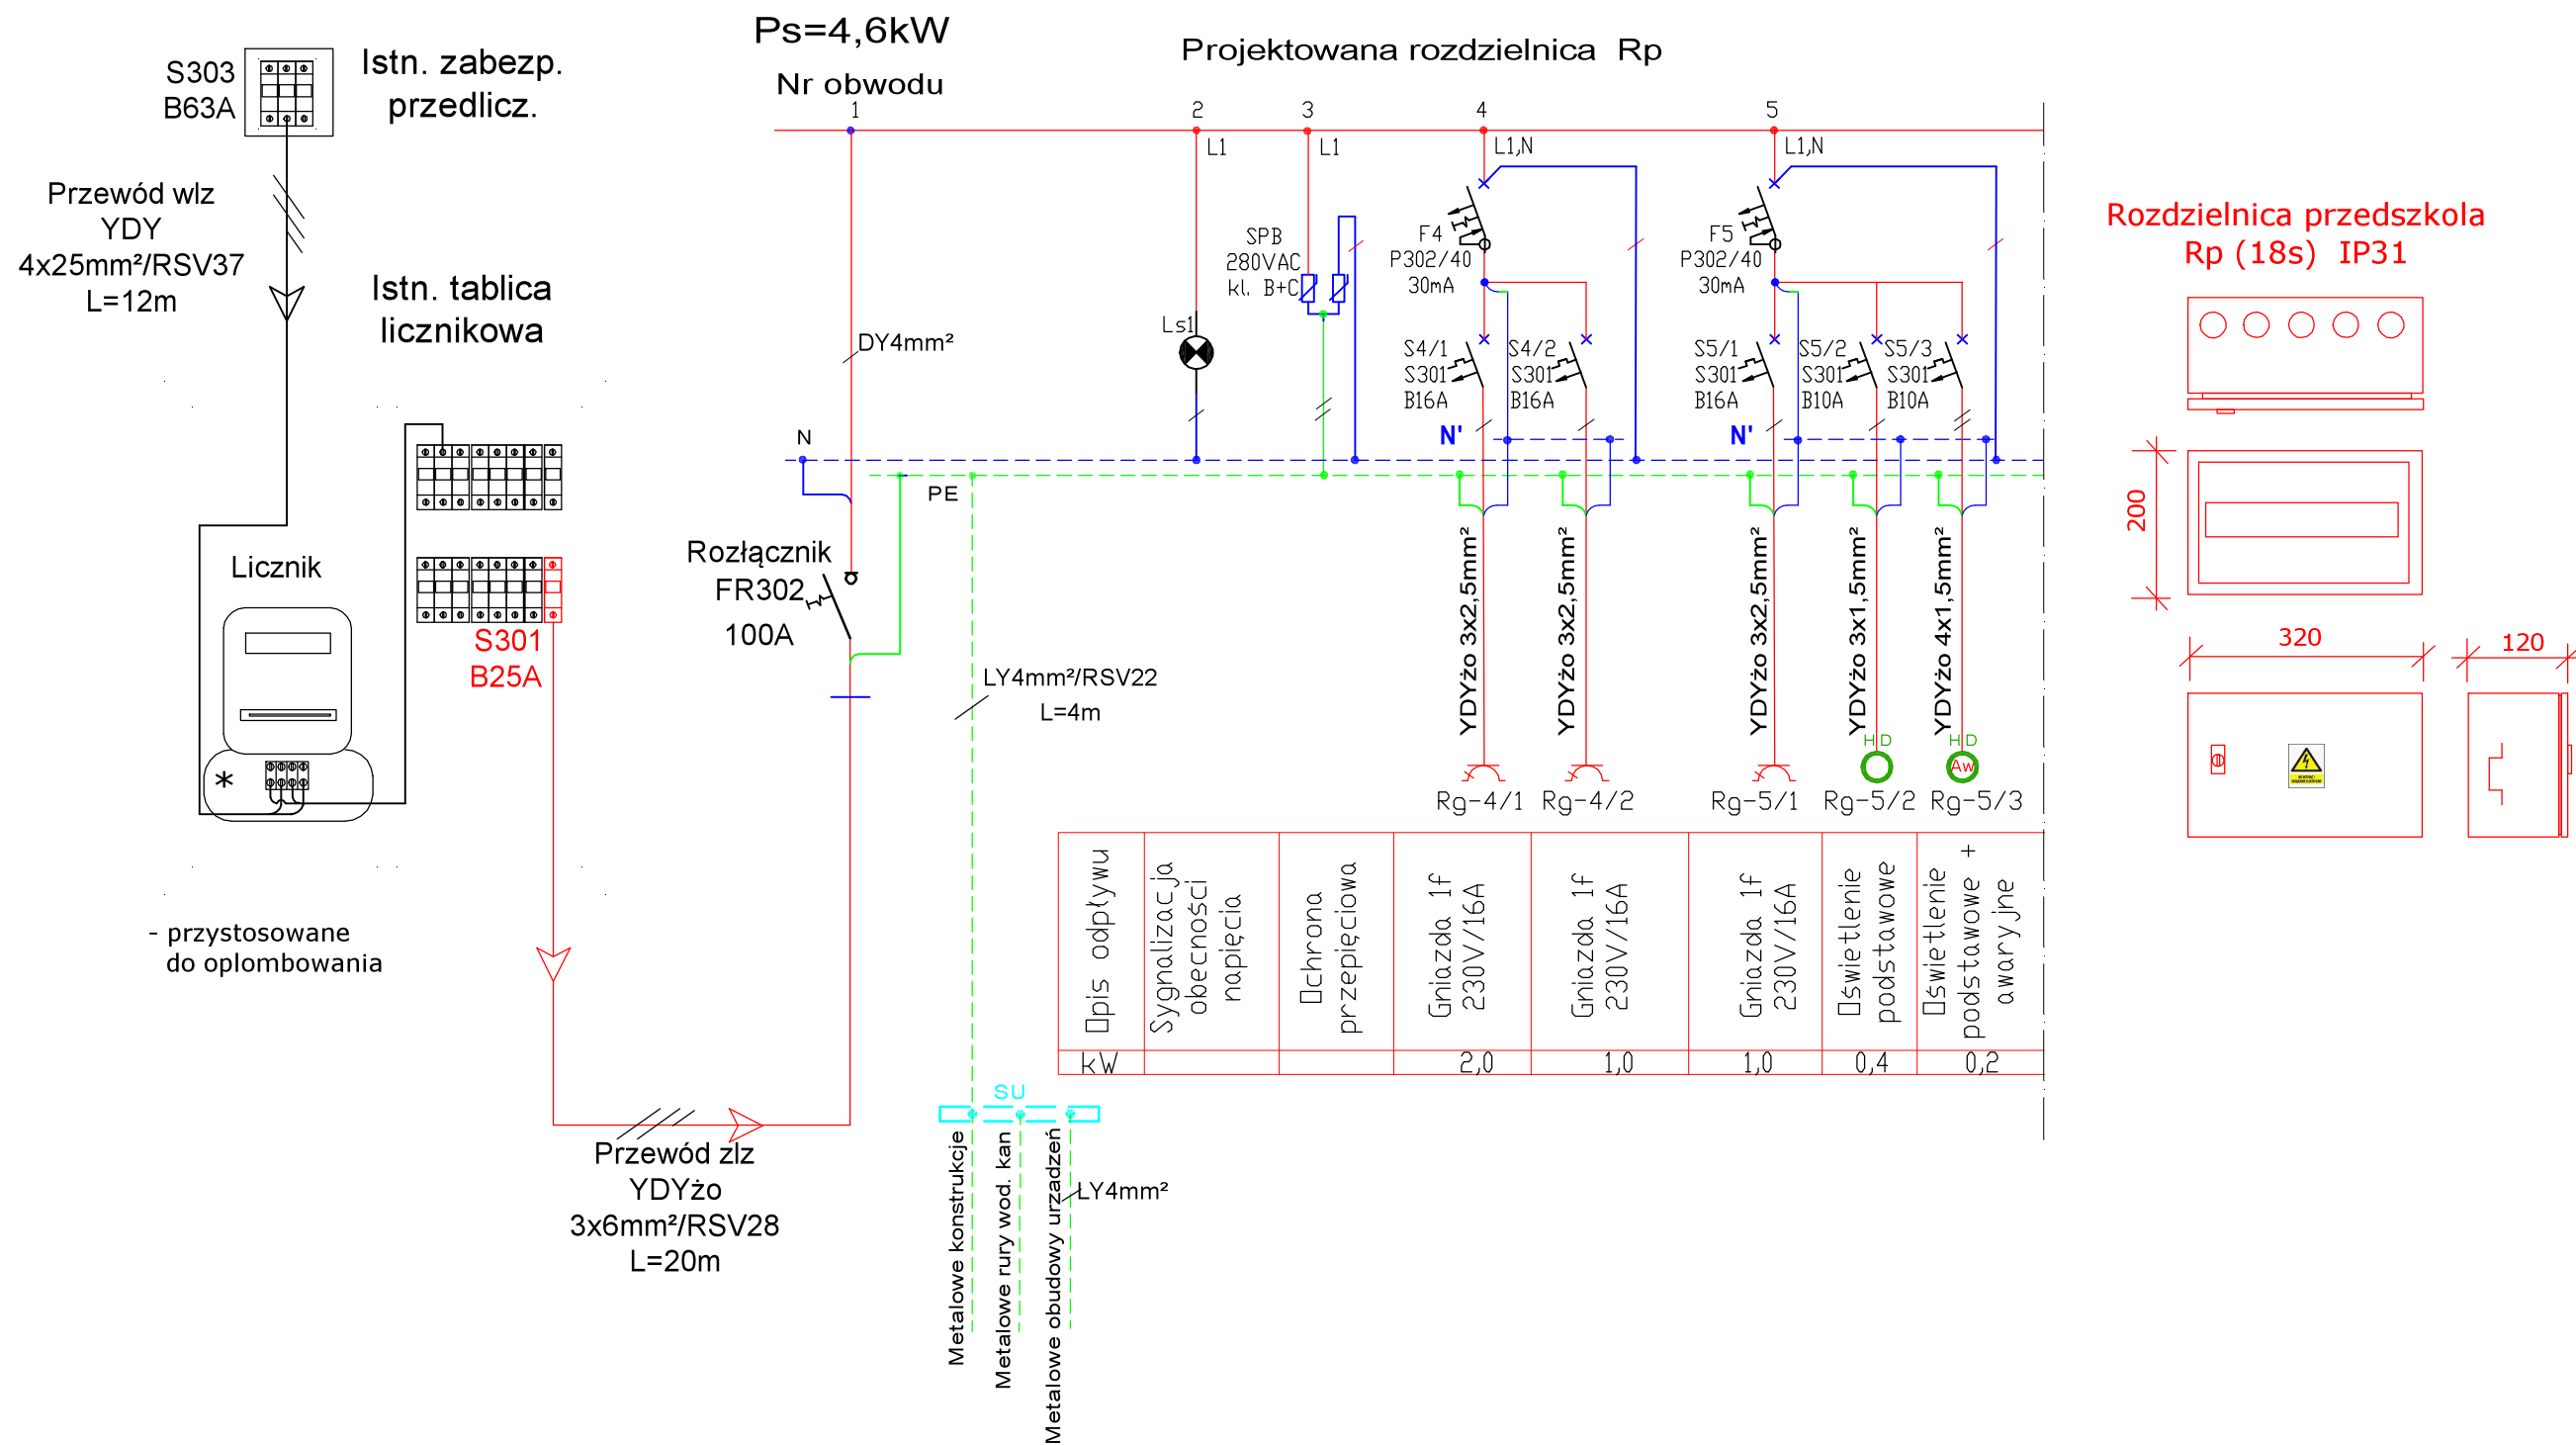 Ps=4,6kW
Nr obwodu
Projektowana rozdzielnica Rp
S303
B63A
Istn. zabezp.
przedlicz.
Przewód wlz
YDY
4x25mm²/RSV37
L=12m
Istn. tablica
licznikowa
Licznik
*
S301
B25A
- przystosowane
do oplombowania
Przewód zlz
YDYżo
3x6mm²/RSV28
L=20m
1
2
3
4
5
L1
L1
L1,N
L1,N
DY4mm²
N
PE
Rozłącznik
FR302
100A
LY4mm²/RSV22
L=4m
Ls1
SPB
280VAC
kl. B+C
F4
P302/40
30mA
F5
P302/40
30mA
S4/1
S301
B16A
S4/2
S301
B16A
S5/1
S301
B16A
S5/2
S301
B10A
S5/3
S301
B10A
N'
N'
YDYżo 3x2,5mm²
YDYżo 3x2,5mm²
YDYżo 3x2,5mm²
YDYżo 3x1,5mm²
YDYżo 4x1,5mm²
HD
HD
Aw
Rg-4/1
Rg-4/2
Rg-5/1
Rg-5/2
Rg-5/3
Opis odpływu
Sygnalizacja
obecności
napięcia
Ochrona
przepięciowa
Gniazda 1f
230V/16A
Gniazda 1f
230V/16A
Gniazda 1f
230V/16A
Oświetlenie
podstawowe
Oświetlenie
podstawowe +
awaryjne
kW
2,0
1,0
1,0
0,4
0,2
SU
Metalowe konstrukcje
Metalowe rury wod. kan
Metalowe obudowy urzadzeń
LY4mm²
Rozdzielnica przedszkola
Rp (18s) IP31
200
320
120